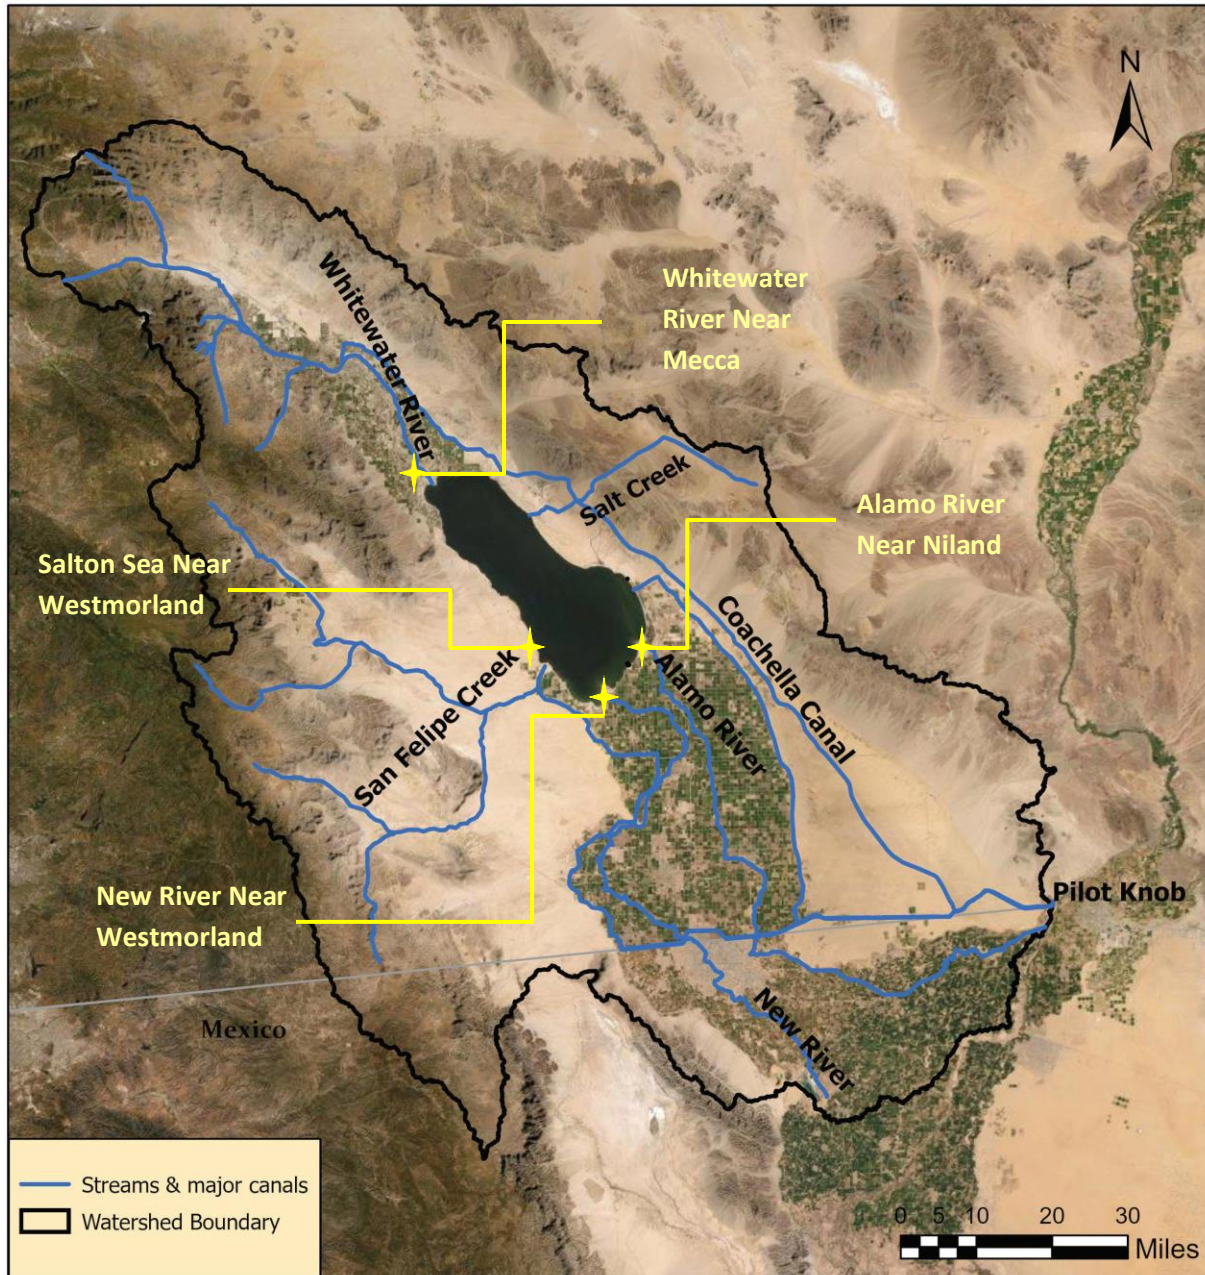 N
Whitewater
River Near
Mecca
Whitewater River
Salt Creek
Alamo River
Near Niland
Salton Sea Near
Westmorland
Coachella Canal
Alamo River
San Felipe Creek
New River Near
Westmorland
Pilot Knob
New River
Mexico
Streams & major canals
Watershed Boundary
0 5 10 20 30
Miles